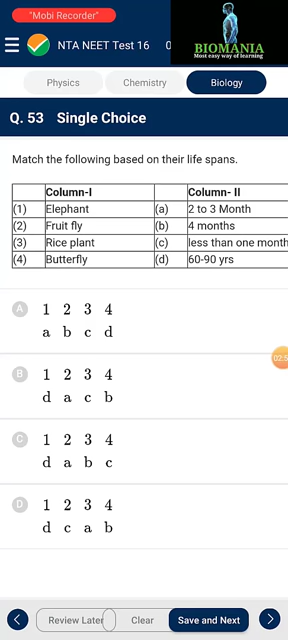 "Mobi Recorder"
NTA NEET Test 16 0
BIOMANIA
Most easy way of learning
Physics Chemistry Biology
Q. 53 Single Choice
Match the following based on their life spans.
Column-I Column- II
(1) Elephant (a) 2 to 3 Month
(2) Fruit fly (b) 4 months
(3) Rice plant (c) less than one month
(4) Butterfly (d) 60-90 yrs
A 1 2 3 4
a b c d
B 1 2 3 4
d a c b
C 1 2 3 4
d a b c
D 1 2 3 4
d c a b
Review Later Clear Save and Next